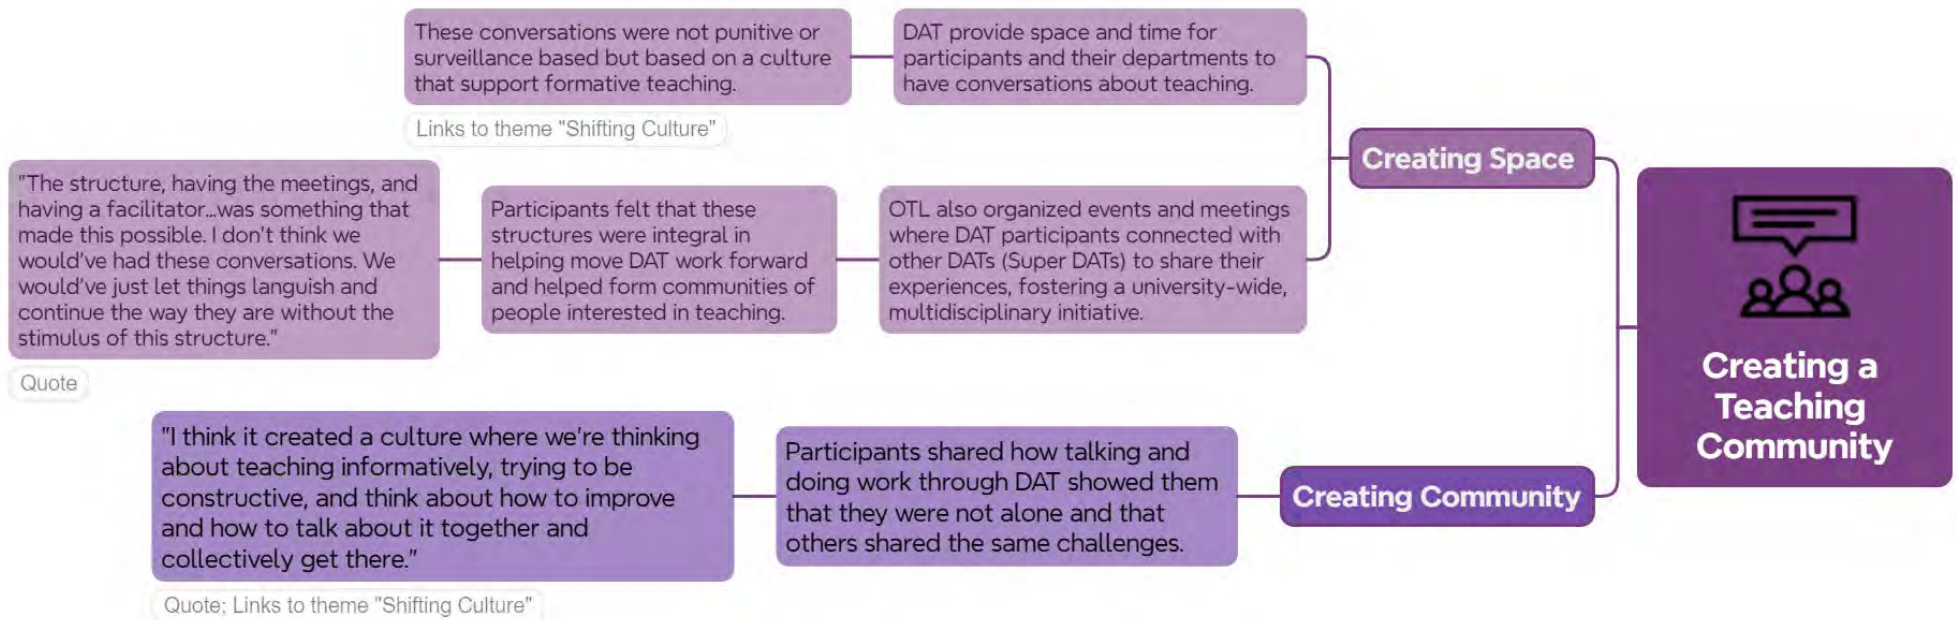 These conversations were not punitive or
surveillance based but based on a culture
that support formative teaching.
Links to theme "Shifting Culture"
DAT provide space and time for
participants and their departments to
have conversations about teaching.
Creating Space
"The structure, having the meetings, and
having a facilitator...was something that
made this possible. I don't think we
would've had these conversations. We
would've just let things languish and
continue the way they are without the
stimulus of this structure."
Quote
Participants felt that these
structures were integral in
helping move DAT work forward
and helped form communities of
people interested in teaching.
OTL also organized events and meetings
where DAT participants connected with
other DATs (Super DATs) to share their
experiences, fostering a university-wide,
multidisciplinary initiative.
Creating a
Teaching
Community
"I think it created a culture where we're thinking
about teaching informatively, trying to be
constructive, and think about how to improve
and how to talk about it together and
collectively get there."
Quote; Links to theme "Shifting Culture"
Participants shared how talking and
doing work through DAT showed them
that they were not alone and that
others shared the same challenges.
Creating Community